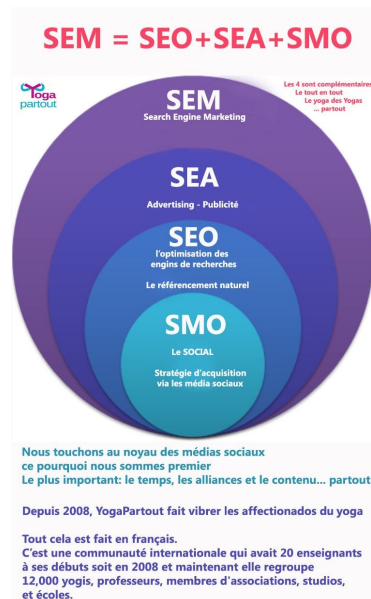 SEM = SEO+SEA+SMO
Yoga
partout
Les 4 sont complémentaires
Le tout en tout
Le yoga des Yogas
... partout
SEM
Search Engine Marketing
SEA
Advertising - Publicité
SEO
l'optimisation des
engins de recherches
Le référencement naturel
SMO
Le SOCIAL
Stratégie d'acquisition
via les média sociaux
Nous touchons au noyau des médias sociaux
ce pourquoi nous sommes premier
Le plus important: le temps, les alliances et le contenu... partout
Depuis 2008, YogaPartout fait vibrer les affectionados du yoga
Tout cela est fait en français.
C'est une communauté internationale qui avait 20 enseignants
à ses débuts soit en 2008 et maintenant elle regroupe
12,000 yogis, professeurs, membres d'associations, studios,
et écoles.